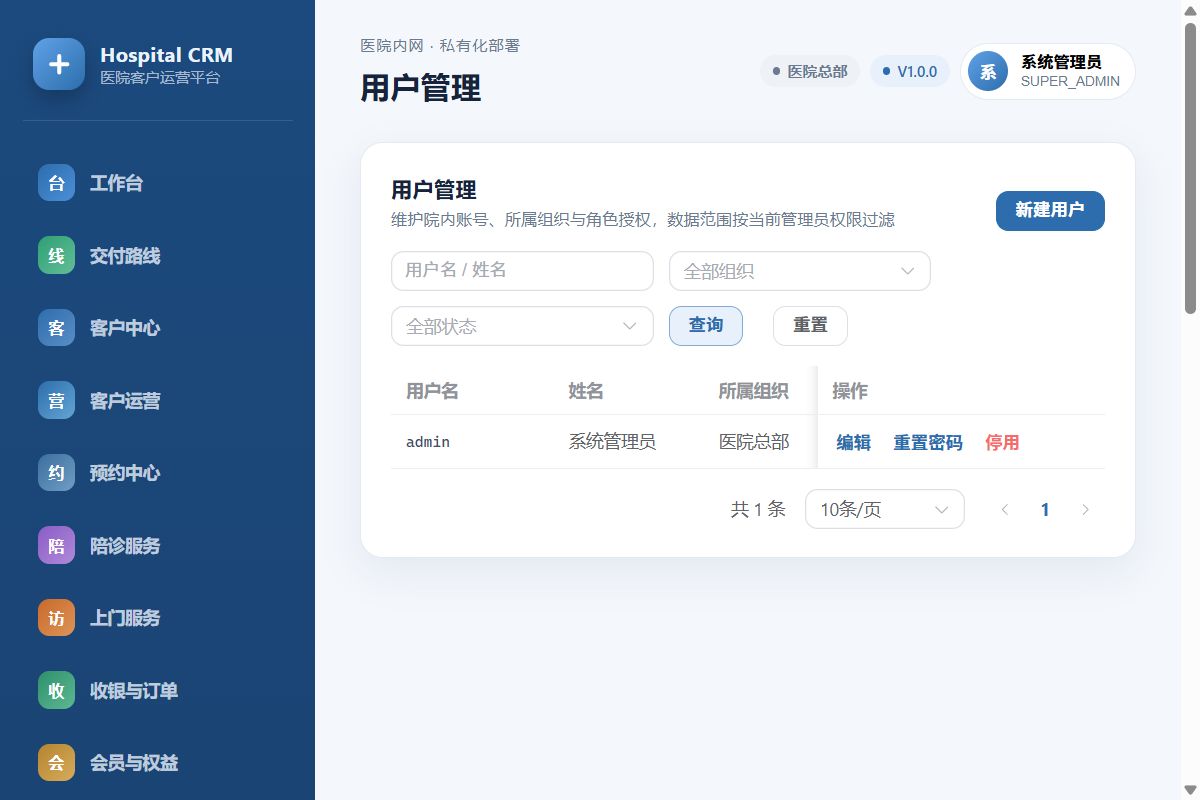 Hospital CRM
医院客户运营平台
台 工作台
线 交付路线
客 客户中心
营 客户运营
约 预约中心
陪 陪诊服务
访 上门服务
收 收银与订单
会 会员与权益
医院内网 · 私有化部署
用户管理
医院总部
V1.0.0
系
系统管理员
SUPER_ADMIN
用户管理
维护院内账号、所属组织与角色授权，数据范围按当前管理员权限过滤
新建用户
用户名 / 姓名
全部组织
全部状态
查询
重置
用户名 姓名 所属组织 操作
admin 系统管理员 医院总部 编辑 重置密码 停用
共 1 条 10条/页 1